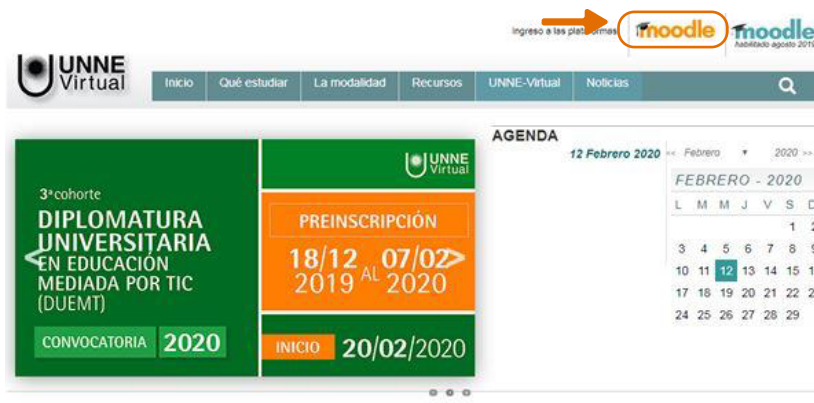 Ingreso a las plataformas
moodle
moodle
habilitado agosto 2019
UNNE
Virtual
Inicio
Qué estudiar
La modalidad
Recursos
UNNE-Virtual
Noticias
3ª cohorte
DIPLOMATURA
UNIVERSITARIA
EN EDUCACIÓN
MEDIADA POR TIC
(DUEMT)
CONVOCATORIA 2020
UNNE
Virtual
PREINSCRIPCIÓN
18/12 AL 07/02
2019 2020
INICIO 20/02/2020
AGENDA
12 Febrero 2020
<< Febrero ▼ 2020 >>
FEBRERO - 2020
L M M J V S D
1 2
3 4 5 6 7 8 9
10 11 12 13 14 15
17 18 19 20 21 22
24 25 26 27 28 29